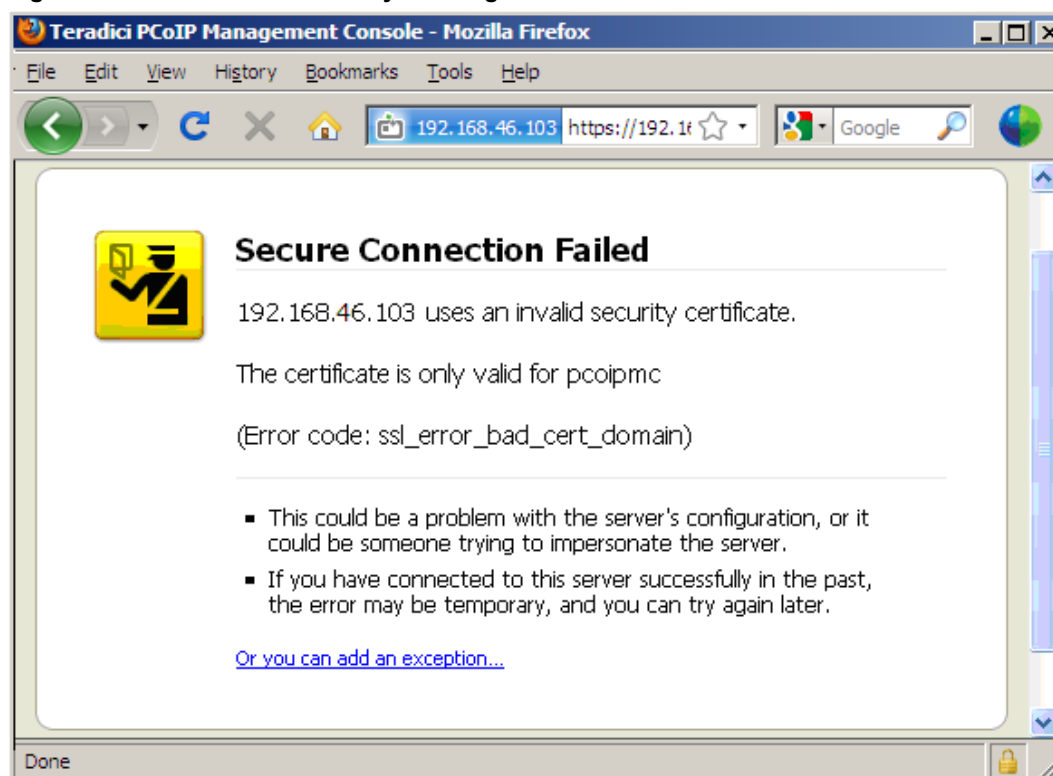 Teradici PCoIP Management Console - Mozilla Firefox
File Edit View History Bookmarks Tools Help
192.168.46.103 https://192.16 Google
Secure Connection Failed
192.168.46.103 uses an invalid security certificate.
The certificate is only valid for pcoipmc
(Error code: ssl_error_bad_cert_domain)
This could be a problem with the server's configuration, or it
could be someone trying to impersonate the server.
If you have connected to this server successfully in the past,
the error may be temporary, and you can try again later.
Or you can add an exception...
Done